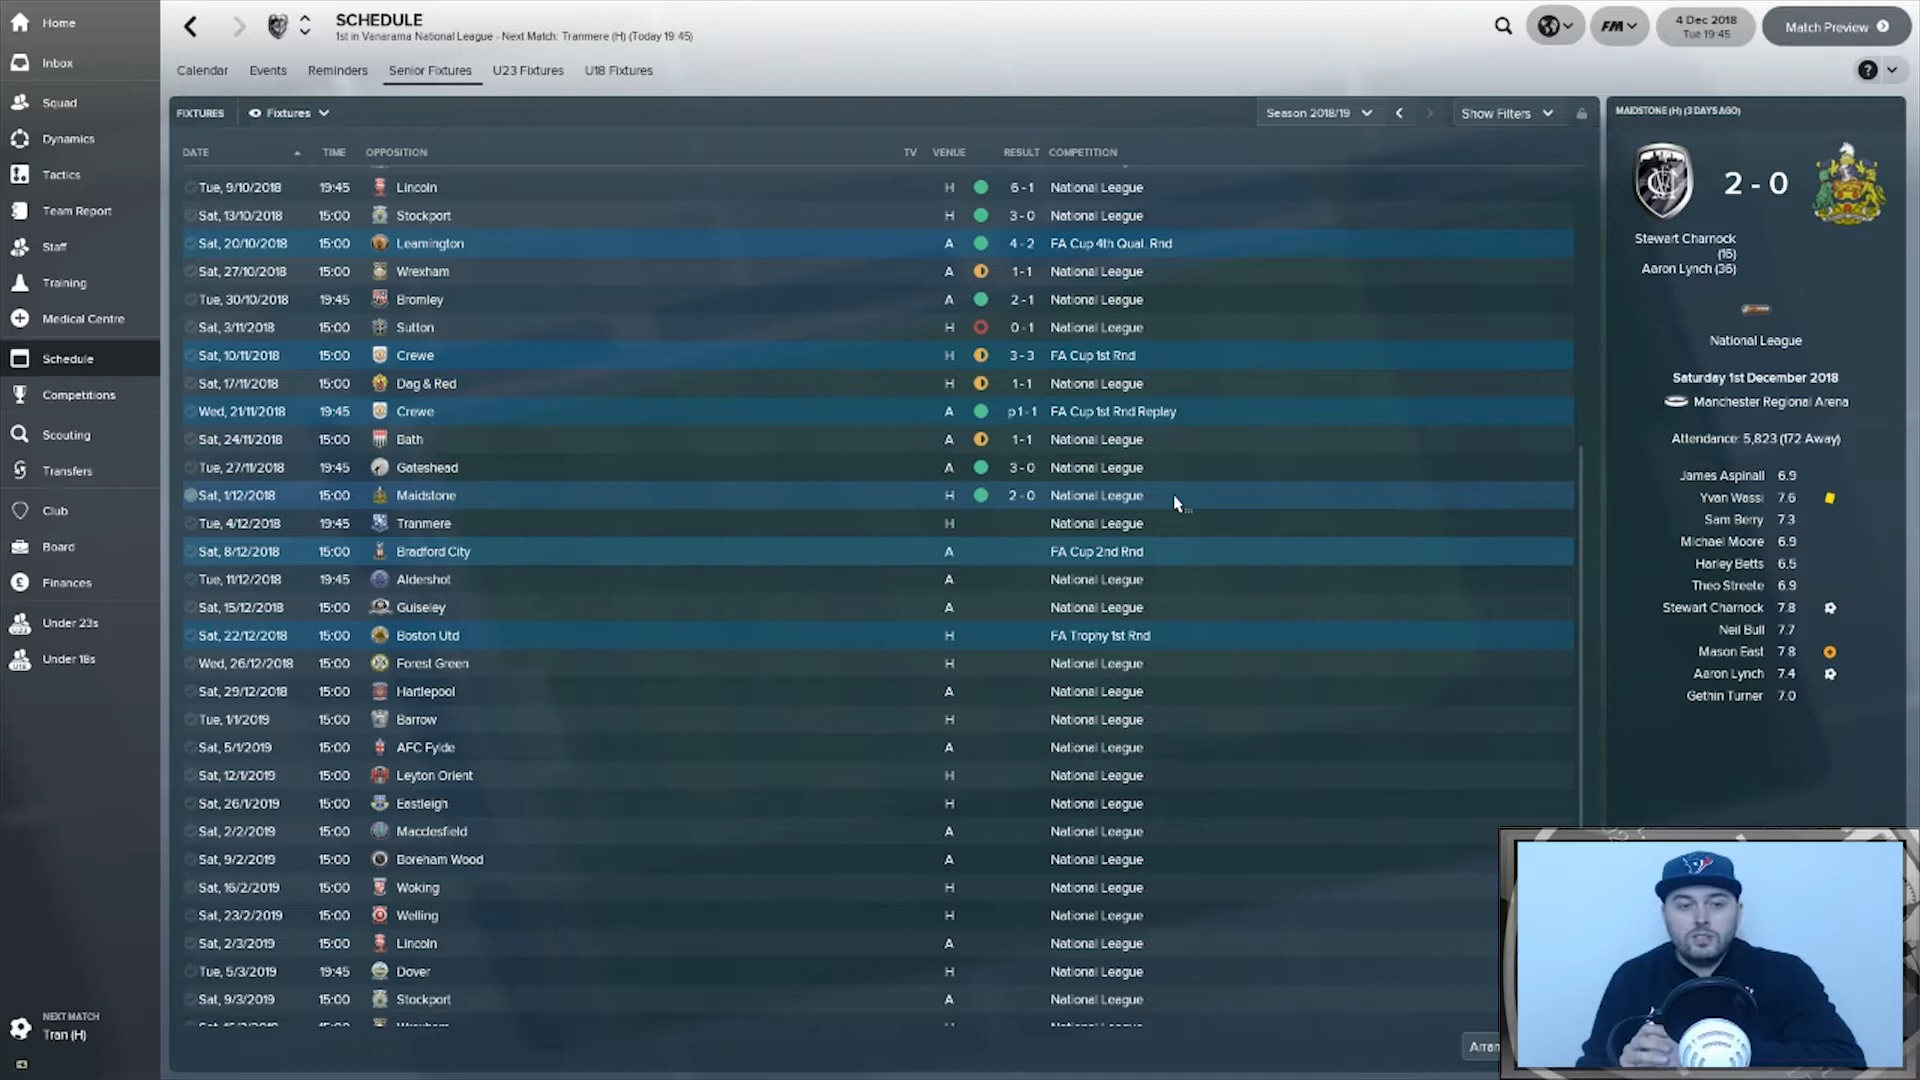 Home
Inbox
Squad
Dynamics
Tactics
Team Report
Staff
Training
Medical Centre
Schedule
Competitions
Scouting
Transfers
Club
Board
Finances
Under 23s
Under 18s
NEXT MATCH
Tran (H)
SCHEDULE
1st in Vanarama National League - Next Match: Tranmere (H) (Today 19:45)
FM
4 Dec 2018
Tue 19:45
Match Preview
Calendar Events Reminders Senior Fixtures U23 Fixtures U18 Fixtures
FIXTURES Fixtures Season 2018/19 Show Filters
DATE TIME OPPOSITION TV VENUE RESULT COMPETITION
Tue, 9/10/2018 19:45 Lincoln H 6-1 National League
Sat, 13/10/2018 15:00 Stockport H 3-0 National League
Sat, 20/10/2018 15:00 Leamington A 4-2 FA Cup 4th Qual. Rnd
Sat, 27/10/2018 15:00 Wrexham A 1-1 National League
Tue, 30/10/2018 19:45 Bromley A 2-1 National League
Sat, 3/11/2018 15:00 Sutton H 0-1 National League
Sat, 10/11/2018 15:00 Crewe H 3-3 FA Cup 1st Rnd
Sat, 17/11/2018 15:00 Dag & Red H 1-1 National League
Wed, 21/11/2018 19:45 Crewe A p1-1 FA Cup 1st Rnd Replay
Sat, 24/11/2018 15:00 Bath A 1-1 National League
Tue, 27/11/2018 19:45 Gateshead A 3-0 National League
Sat, 1/12/2018 15:00 Maidstone H 2-0 National League
Tue, 4/12/2018 19:45 Tranmere H National League
Sat, 8/12/2018 15:00 Bradford City A FA Cup 2nd Rnd
Tue, 11/12/2018 19:45 Aldershot A National League
Sat, 15/12/2018 15:00 Guiseley A National League
Sat, 22/12/2018 15:00 Boston Utd H FA Trophy 1st Rnd
Wed, 26/12/2018 15:00 Forest Green H National League
Sat, 29/12/2018 15:00 Hartlepool A National League
Tue, 1/1/2019 15:00 Barrow H National League
Sat, 5/1/2019 15:00 AFC Fylde A National League
Sat, 12/1/2019 15:00 Leyton Orient H National League
Sat, 26/1/2019 15:00 Eastleigh H National League
Sat, 2/2/2019 15:00 Macclesfield A National League
Sat, 9/2/2019 15:00 Boreham Wood A National League
Sat, 16/2/2019 15:00 Woking H National League
Sat, 23/2/2019 15:00 Welling H National League
Sat, 2/3/2019 15:00 Lincoln A National League
Tue, 5/3/2019 19:45 Dover H National League
Sat, 9/3/2019 15:00 Stockport A National League
Arran
MAIDSTONE (H) (3 DAYS AGO)
2 - 0
Stewart Charnock
(16)
Aaron Lynch (36)
National League
Saturday 1st December 2018
Manchester Regional Arena
Attendance: 5,823 (172 Away)
James Aspinall 6.9
Yvan Wassi 7.6
Sam Berry 7.3
Michael Moore 6.9
Harley Betts 6.5
Theo Streete 6.9
Stewart Charnock 7.8
Neil Bull 7.7
Mason East 7.8
Aaron Lynch 7.4
Gethin Turner 7.0